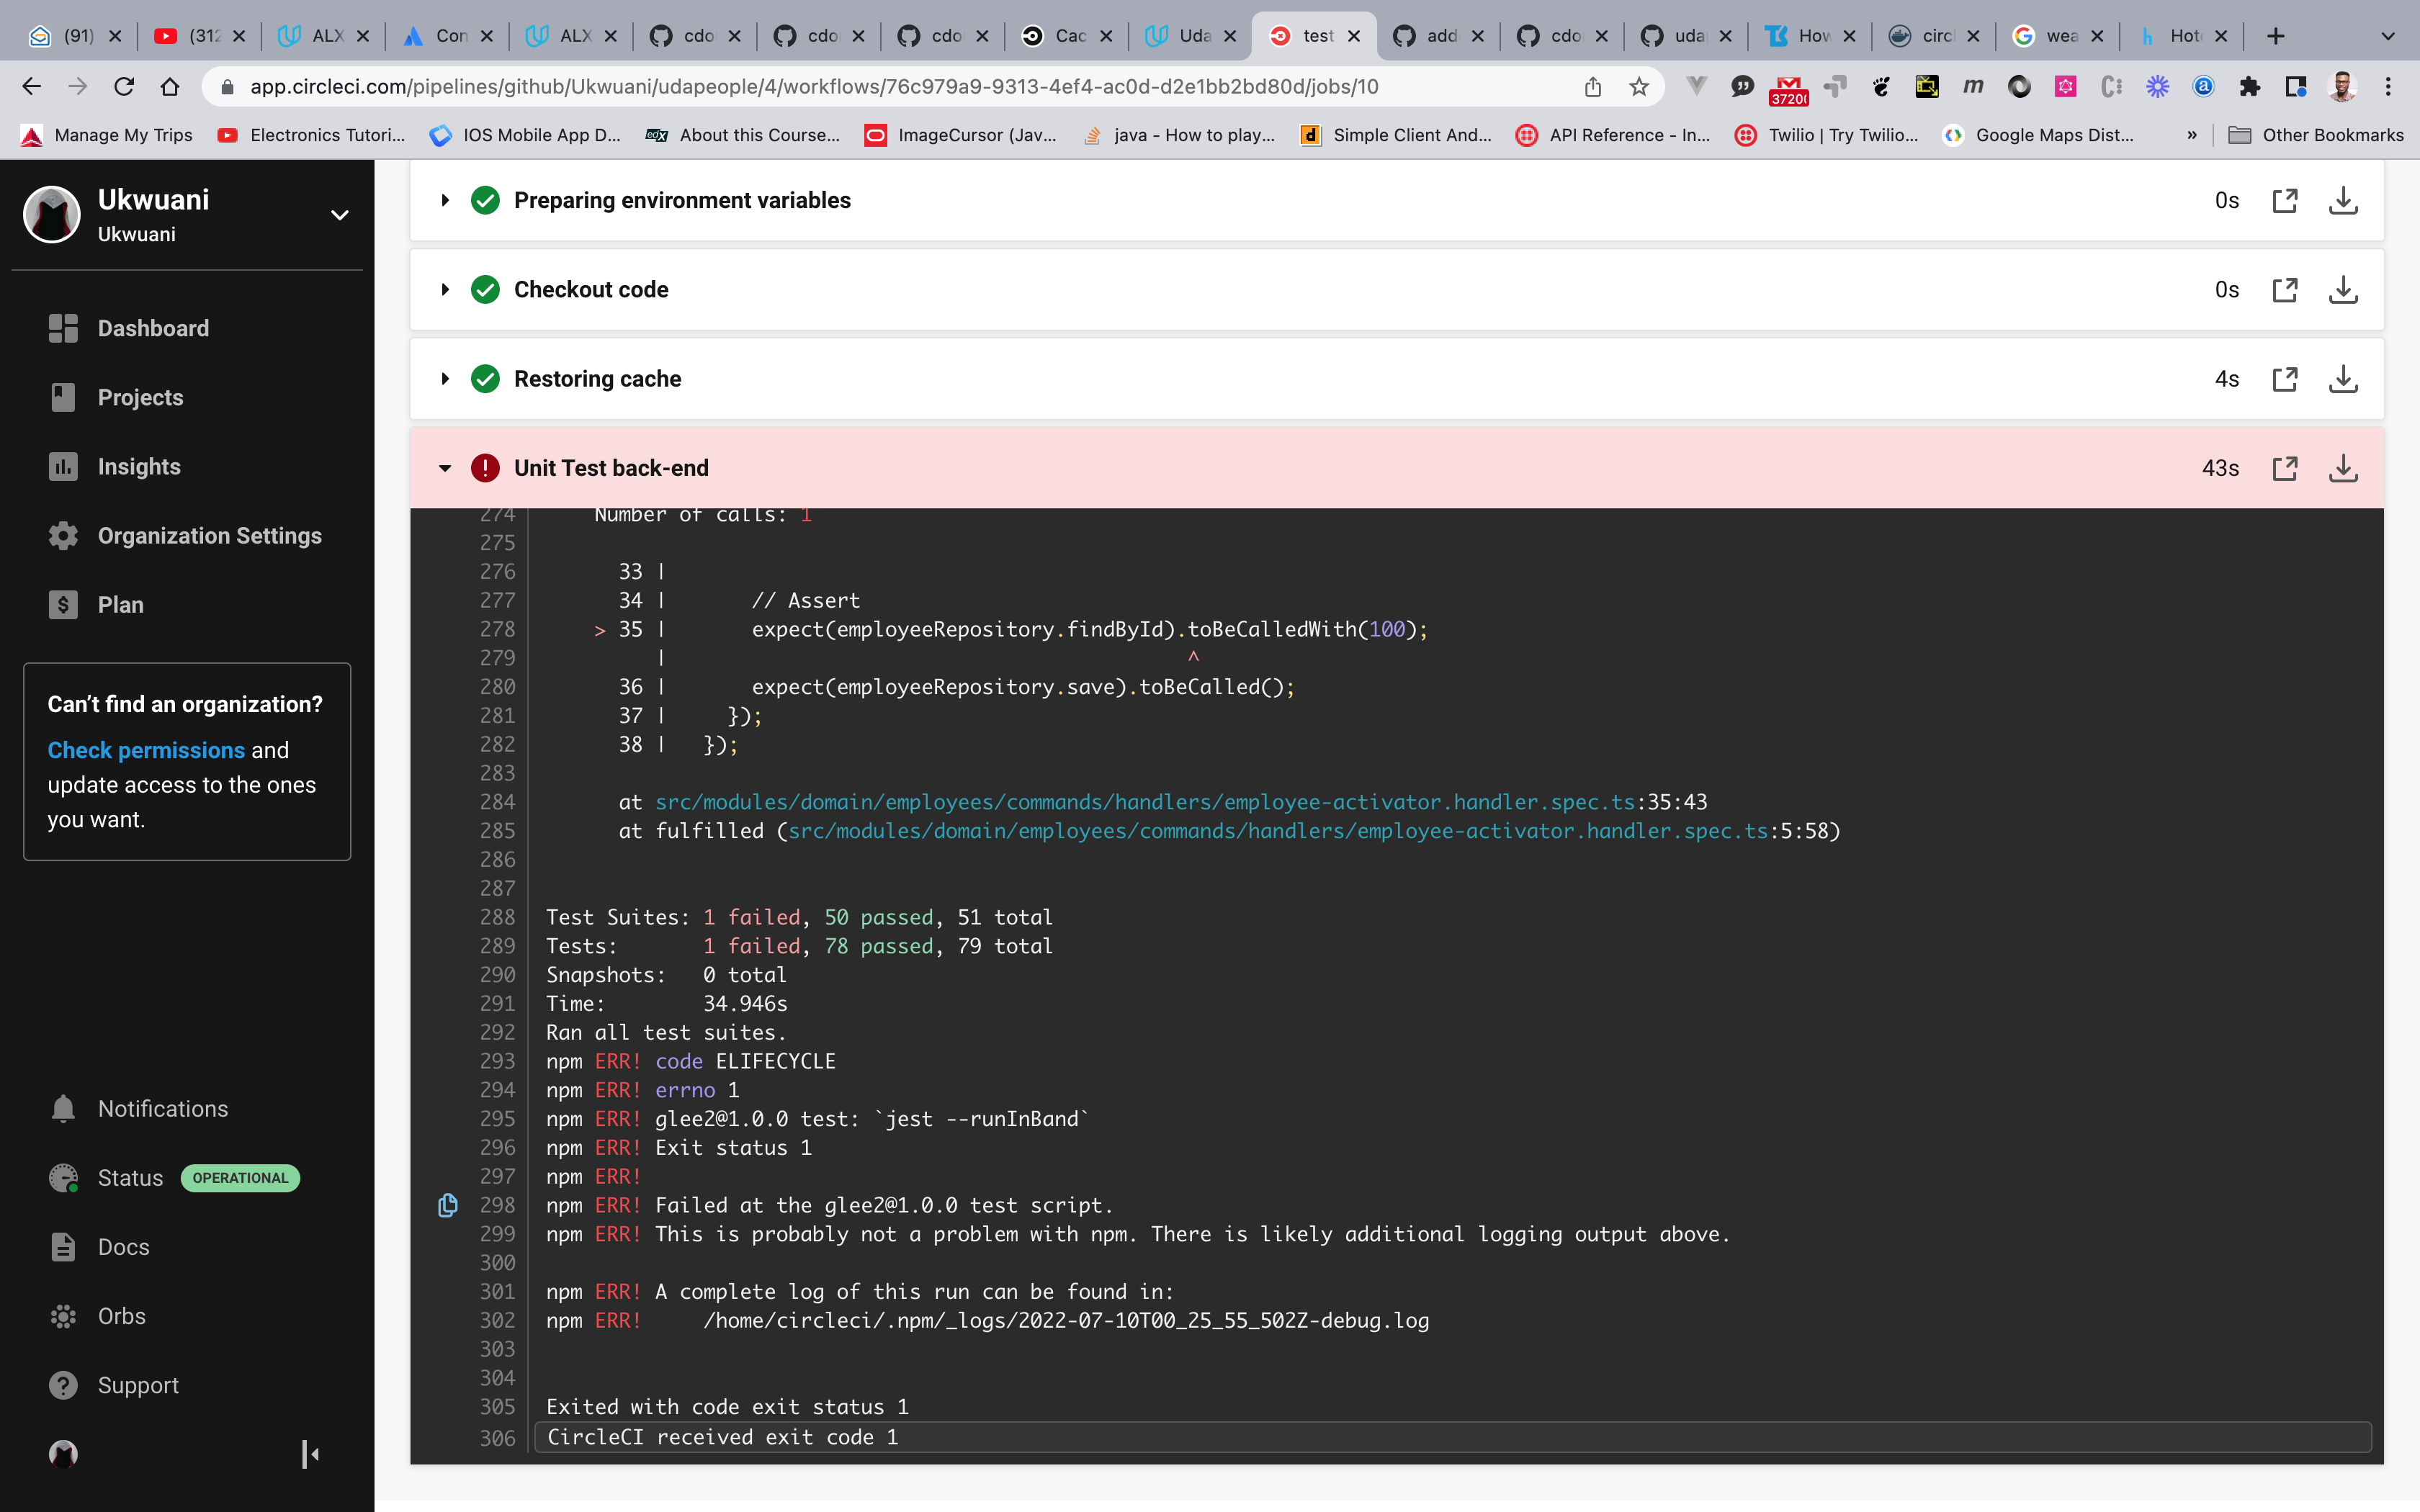 (91)
(312
ALX
Con
ALX
cdo
cdo
cdo
Cac
Uda
test
add
cdo
uda
How
circ
wea
Hot
app.circleci.com/pipelines/github/Ukwuani/udapeople/4/workflows/76c979a9-9313-4ef4-ac0d-d2e1bb2bd80d/jobs/10
Manage My Trips
Electronics Tutori...
IOS Mobile App D...
About this Course...
ImageCursor (Jav...
java - How to play...
Simple Client And...
API Reference - In...
Twilio | Try Twilio...
Google Maps Dist...
»
Other Bookmarks
Ukwuani
Ukwuani
Dashboard
Projects
Insights
Organization Settings
Plan
Can’t find an organization?
Check permissions and
update access to the ones
you want.
Notifications
Status OPERATIONAL
Docs
Orbs
Support
Preparing environment variables 0s
Checkout code 0s
Restoring cache 4s
Unit Test back-end 43s
274 Number of calls: 1
275
276 33 |
277 34 | // Assert
278 > 35 | expect(employeeRepository.findById).toBeCalledWith(100);
279 | ^
280 36 | expect(employeeRepository.save).toBeCalled();
281 37 | });
282 38 | });
283
284 at src/modules/domain/employees/commands/handlers/employee-activator.handler.spec.ts:35:43
285 at fulfilled (src/modules/domain/employees/commands/handlers/employee-activator.handler.spec.ts:5:58)
286
287
288 Test Suites: 1 failed, 50 passed, 51 total
289 Tests: 1 failed, 78 passed, 79 total
290 Snapshots: 0 total
291 Time: 34.946s
292 Ran all test suites.
293 npm ERR! code ELIFECYCLE
294 npm ERR! errno 1
295 npm ERR! glee2@1.0.0 test: `jest --runInBand`
296 npm ERR! Exit status 1
297 npm ERR!
298 npm ERR! Failed at the glee2@1.0.0 test script.
299 npm ERR! This is probably not a problem with npm. There is likely additional logging output above.
300
301 npm ERR! A complete log of this run can be found in:
302 npm ERR! /home/circleci/.npm/_logs/2022-07-10T00_25_55_502Z-debug.log
303
304
305 Exited with code exit status 1
306 CircleCI received exit code 1